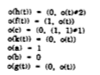 o(h(t)) = (0, o(t)^2)
o(f(t)) = (1, o(t))
o(c) = (0, (1, 1)^1)
o(k(t)) = (0, o(t))
o(a) = 1
o(b) = 0
o(g(t)) = (0, o(t))